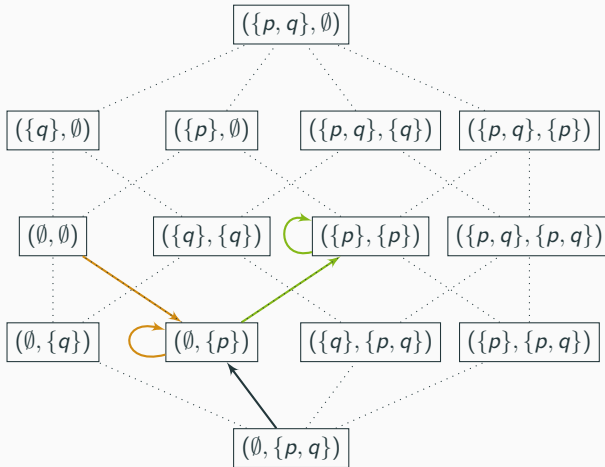 ({p, q}, ∅)
({q}, ∅) ({p}, ∅) ({p, q}, {q}) ({p, q}, {p})
(∅, ∅) ({q}, {q}) ({p}, {p}) ({p, q}, {p, q})
(∅, {q}) (∅, {p}) ({q}, {p, q}) ({p}, {p, q})
(∅, {p, q})